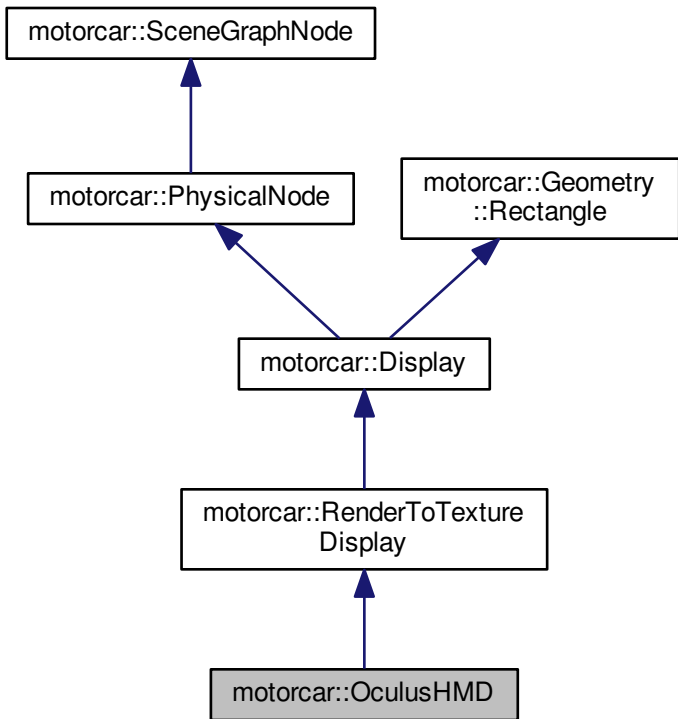 motorcar::SceneGraphNode
motorcar::PhysicalNode
motorcar::Geometry
::Rectangle
motorcar::Display
motorcar::RenderToTexture
Display
motorcar::OculusHMD